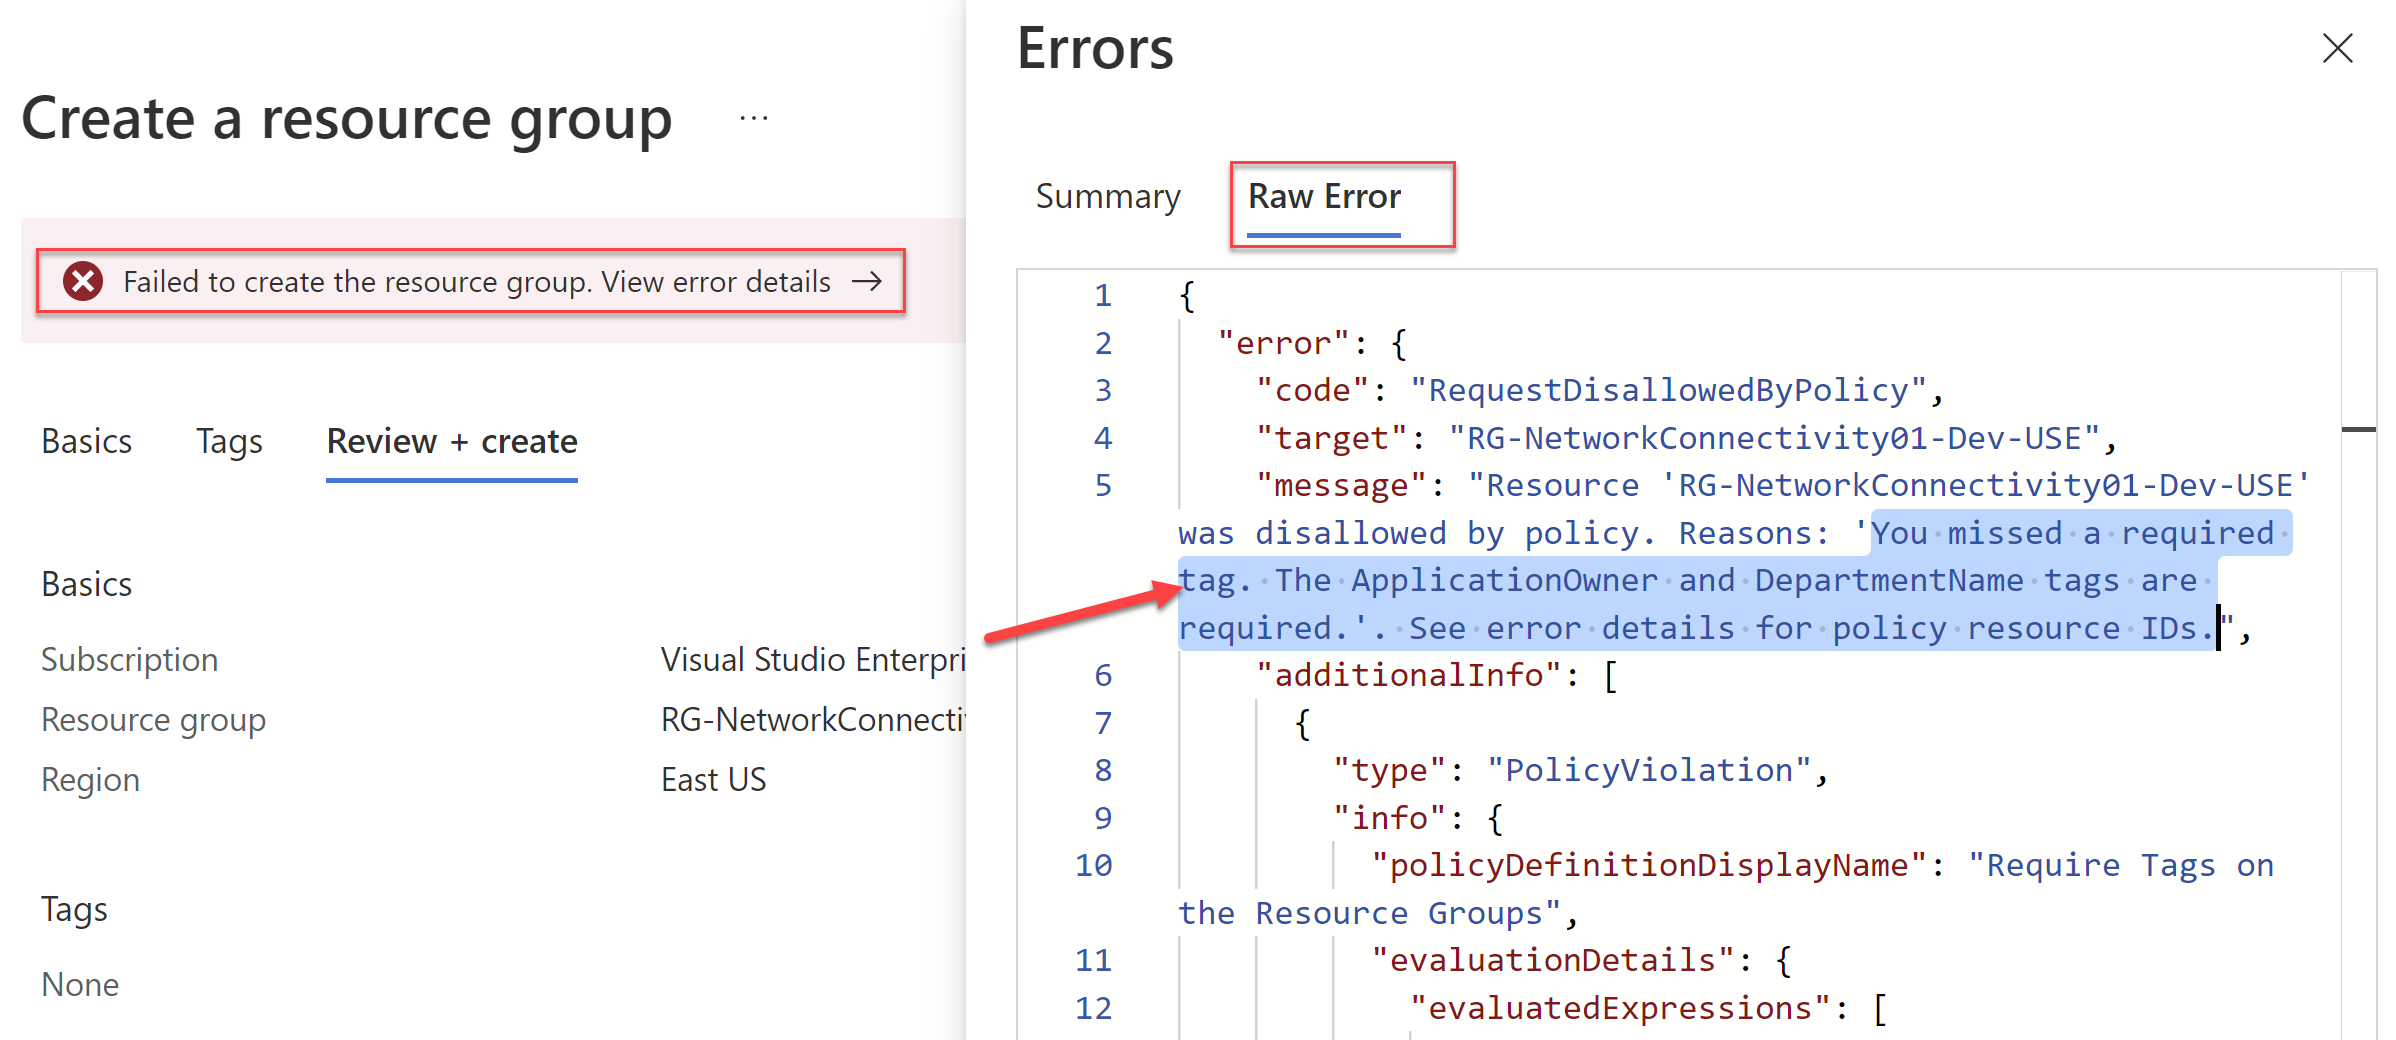 Create a resource group ...
Failed to create the resource group. View error details →
Basics Tags Review + create
Basics
Subscription Visual Studio Enterpri
Resource group RG-NetworkConnecti
Region East US
Tags
None
Errors
Summary Raw Error
1 {
2 "error": {
3 "code": "RequestDisallowedByPolicy",
4 "target": "RG-NetworkConnectivity01-Dev-USE",
5 "message": "Resource 'RG-NetworkConnectivity01-Dev-USE'
was disallowed by policy. Reasons: 'You missed a required
tag. The ApplicationOwner and DepartmentName tags are
required.'. See error details for policy resource IDs.",
6 "additionalInfo": [
7 {
8 "type": "PolicyViolation",
9 "info": {
10 "policyDefinitionDisplayName": "Require Tags on
the Resource Groups",
11 "evaluationDetails": {
12 "evaluatedExpressions": [